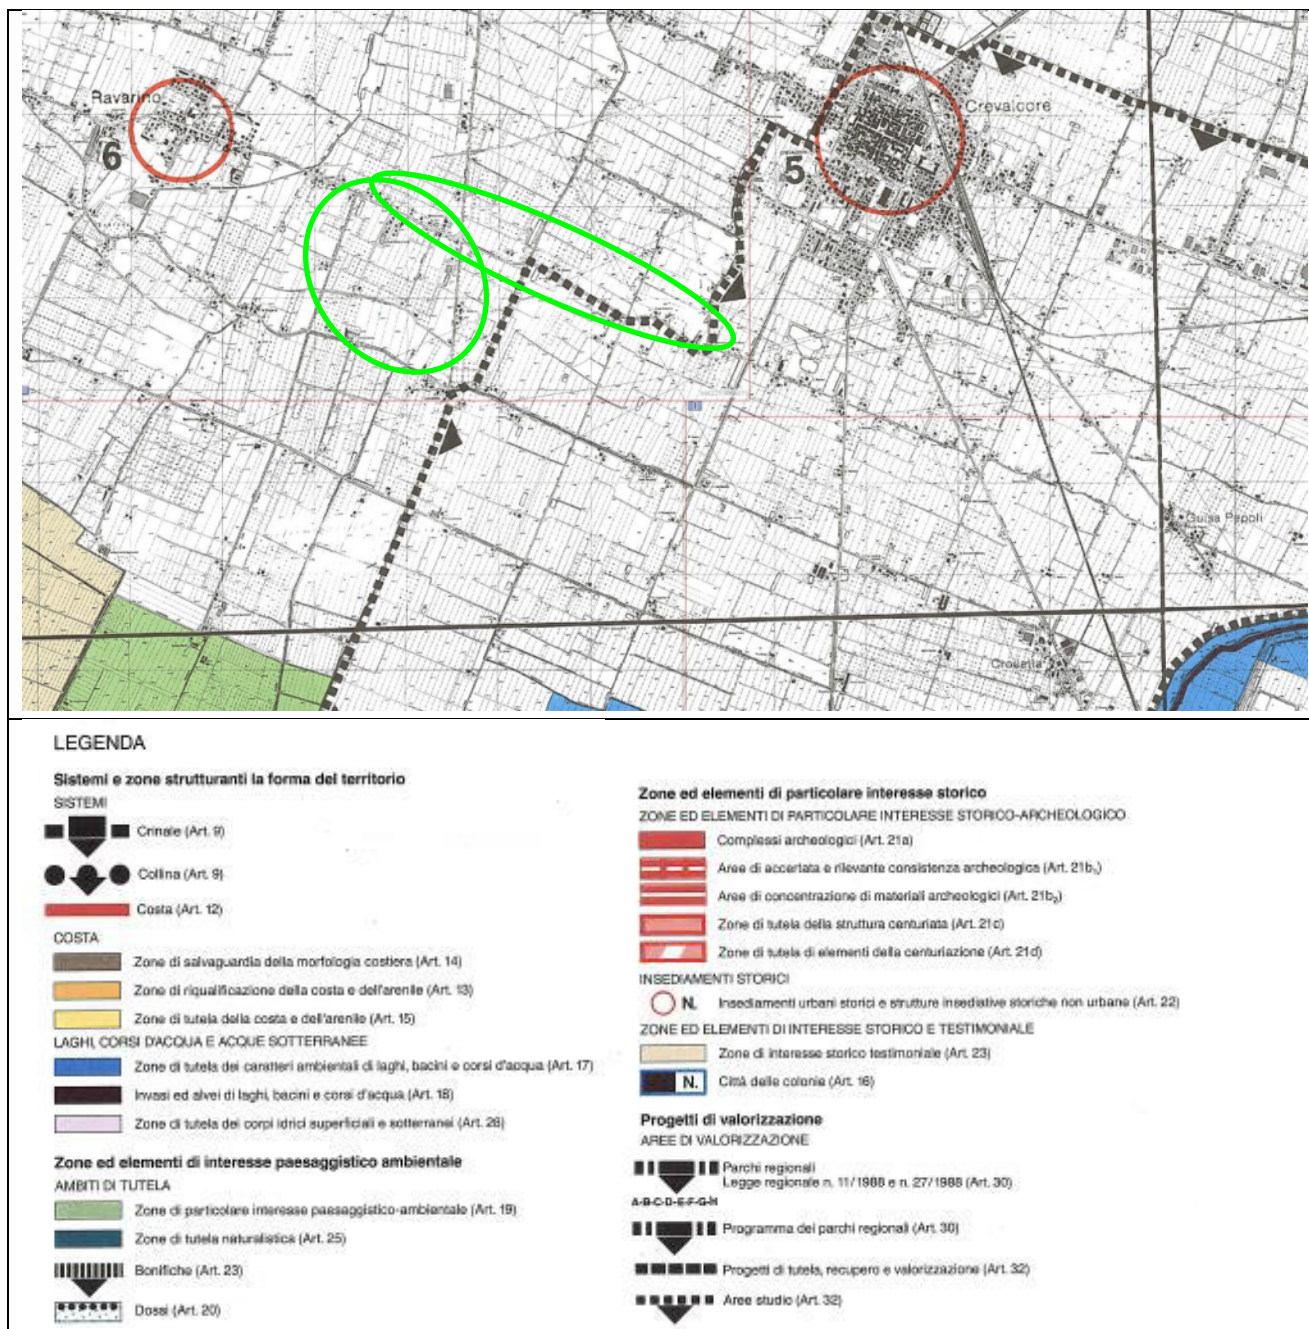 Ravarino
6
Crevalcore
5
Guisa Pepoli
Crocetta
LEGENDA
Sistemi e zone strutturanti la forma del territorio
SISTEMI
Crinale (Art. 9)
Collina (Art. 9)
Costa (Art. 12)
COSTA
Zone di salvaguardia della morfologia costiera (Art. 14)
Zone di riqualificazione della costa e dell'arenile (Art. 13)
Zone di tutela della costa e dell'arenile (Art. 15)
LAGHI, CORSI D'ACQUA E ACQUE SOTTERRANEE
Zone di tutela dei caratteri ambientali di laghi, bacini e corsi d'acqua (Art. 17)
Invasi ed alvei di laghi, bacini e corsi d'acqua (Art. 18)
Zone di tutela dei corpi idrici superficiali e sotterranei (Art. 28)
Zone ed elementi di interesse paesaggistico ambientale
AMBITI DI TUTELA
Zone di particolare interesse paesaggistico-ambientale (Art. 19)
Zone di tutela naturalistica (Art. 25)
Bonifiche (Art. 23)
Dossi (Art. 20)
Zone ed elementi di particolare interesse storico
ZONE ED ELEMENTI DI PARTICOLARE INTERESSE STORICO-ARCHEOLOGICO
Complessi archeologici (Art. 21a)
Aree di accertata e rilevante consistenza archeologica (Art. 21b₁)
Aree di concentrazione di materiali archeologici (Art. 21b₂)
Zone di tutela della struttura centuriata (Art. 21c)
Zone di tutela di elementi della centuriazione (Art. 21d)
INSEDIAMENTI STORICI
N. Insediamenti urbani storici e strutture insediative storiche non urbane (Art. 22)
ZONE ED ELEMENTI DI INTERESSE STORICO E TESTIMONIALE
Zone di interesse storico testimoniale (Art. 23)
N. Città delle colonie (Art. 16)
Progetti di valorizzazione
AREE DI VALORIZZAZIONE
Parchi regionali
Legge regionale n. 11/1988 e n. 27/1988 (Art. 30)
A-B-C-D-E-F-G-H
Programma dei parchi regionali (Art. 30)
Progetti di tutela, recupero e valorizzazione (Art. 32)
Aree studio (Art. 32)